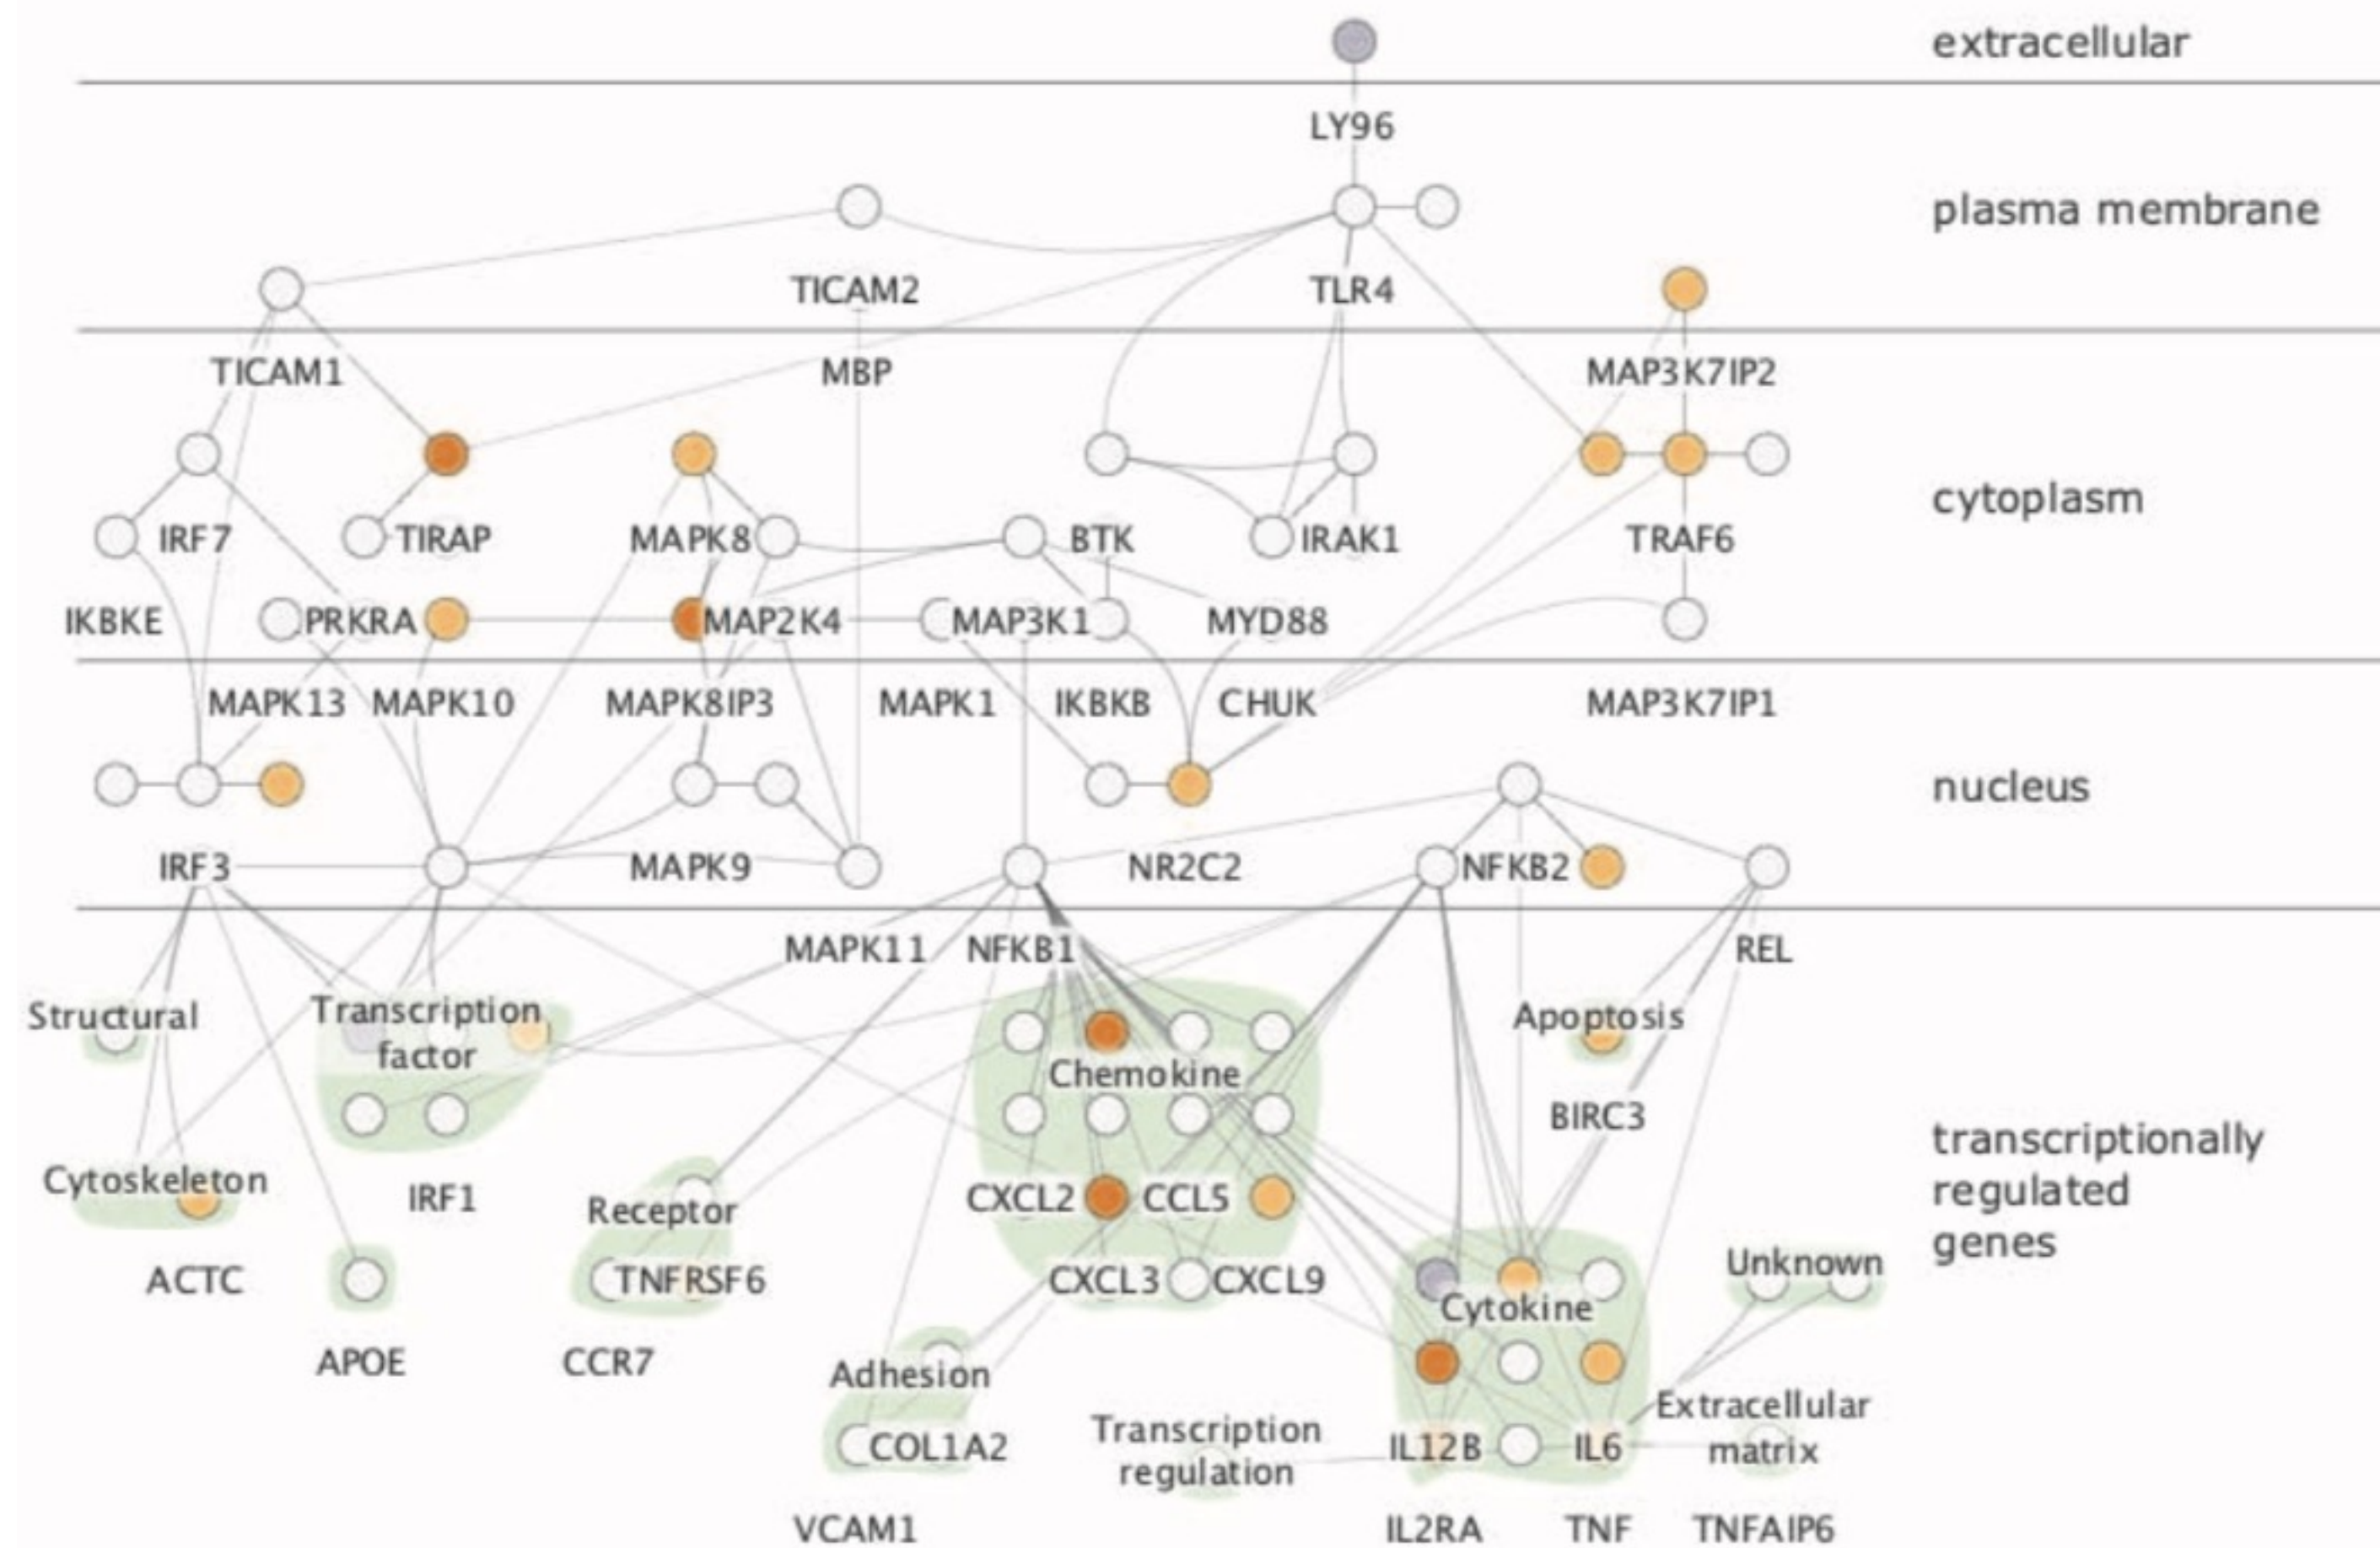 extracellular
LY96
plasma membrane
TICAM2
TLR4
TICAM1
MBP
MAP3K7IP2
cytoplasm
IRF7
TIRAP
MAPK8
BTK
IRAK1
TRAF6
IKBKE
PRKRA
MAP2K4
MAP3K1
MYD88
MAPK13
MAPK10
MAPK8IP3
MAPK1
IKBKB
CHUK
MAP3K7IP1
nucleus
IRF3
MAPK9
NR2C2
NFKB2
MAPK11
NFKB1
REL
Structural
Transcription
factor
Apoptosis
Chemokine
BIRC3
transcriptionally
regulated
genes
Cytoskeleton
IRF1
Receptor
CXCL2
CCL5
ACTC
TNFRSF6
CXCL3
CXCL9
Unknown
Cytokine
APOE
CCR7
Adhesion
Extracellular
matrix
COL1A2
Transcription
regulation
IL12B
IL6
VCAM1
IL2RA
TNF
TNFAIP6